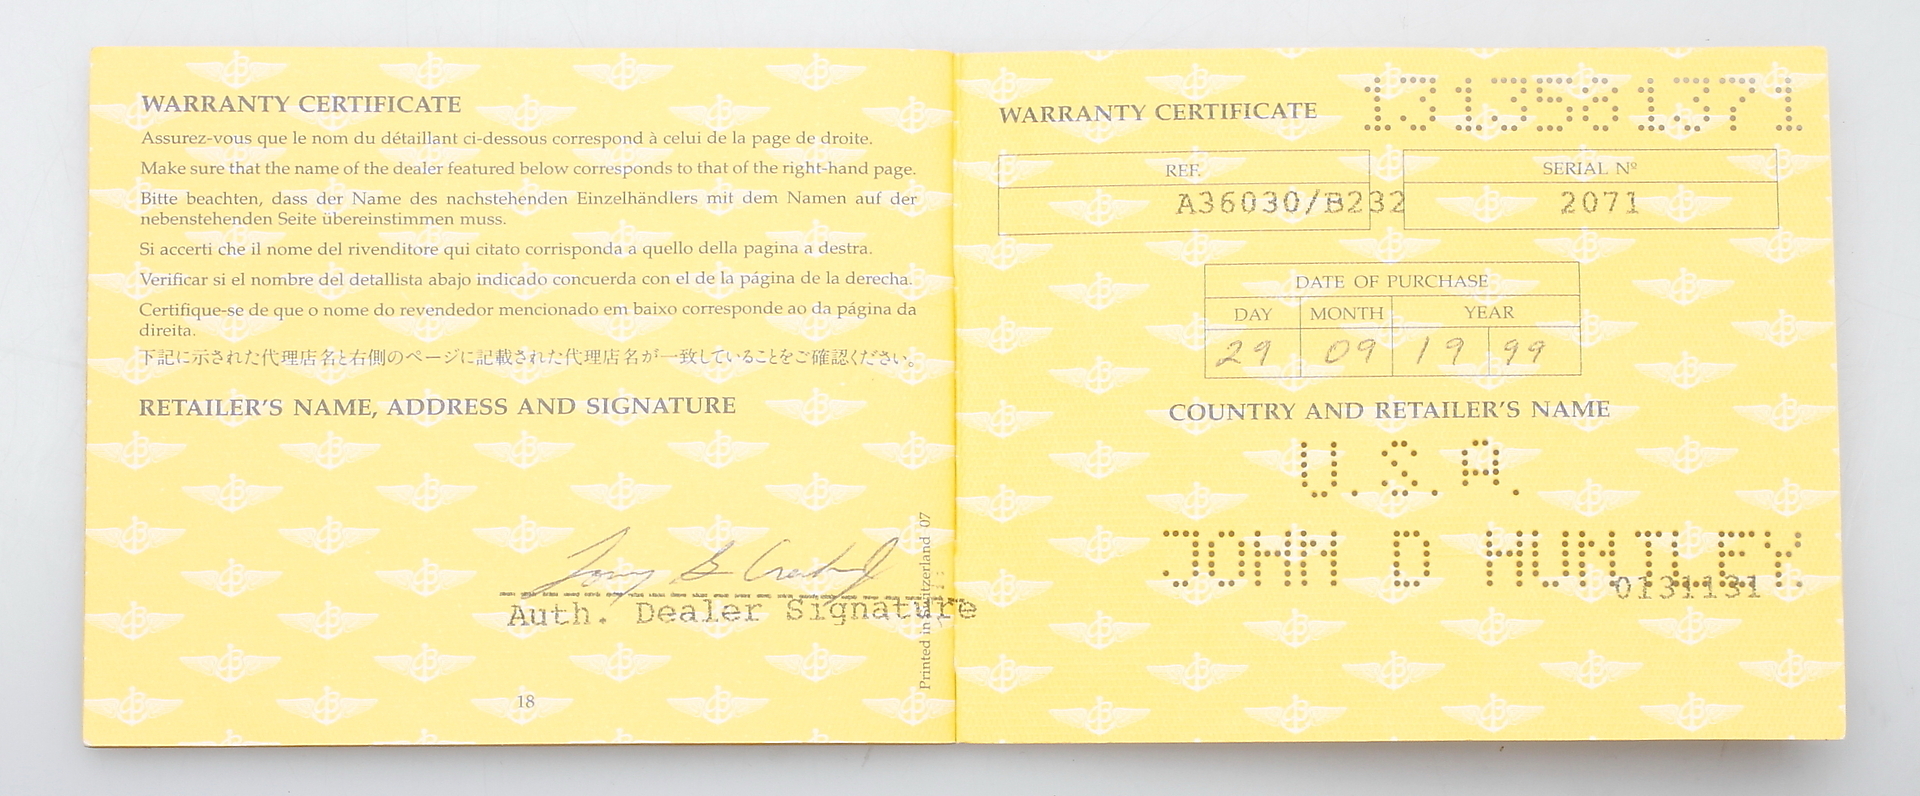 WARRANTY CERTIFICATE
Assurez-vous que le nom du détaillant ci-dessous correspond à celui de la page de droite.
Make sure that the name of the dealer featured below corresponds to that of the right-hand page.
Bitte beachten, dass der Name des nachstehenden Einzelhändlers mit dem Namen auf der
nebenstehenden Seite übereinstimmen muss.
Si accerti che il nome del rivenditore qui citato corrisponda a quello della pagina a destra.
Verificar si el nombre del detallista abajo indicado concuerda con el de la página de la derecha.
Certifique-se de que o nome do revendedor mencionado em baixo corresponde ao da página da
direita.
下記に示された代理店名と右側のページに記載された代理店名が一致していることをご確認ください。
RETAILER'S NAME, ADDRESS AND SIGNATURE
Auth. Dealer Signature
Printed in Switzerland 07
18
WARRANTY CERTIFICATE 1313581371
REF.
A36030/B232
SERIAL Nº
2071
DATE OF PURCHASE
DAY MONTH YEAR
29 09 19 99
COUNTRY AND RETAILER'S NAME
U.S.A.
JOHN D HUNTLEY
0131131